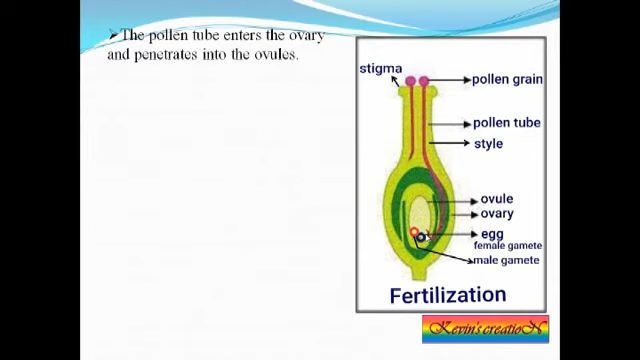 ➢ The pollen tube enters the ovary
and penetrates into the ovules.
stigma
pollen grain
pollen tube
style
ovule
ovary
egg
female gamete
male gamete
Fertilization
Kevin's creatioN